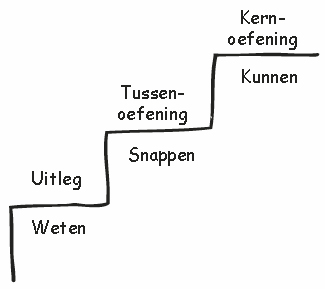 Kern-
oefening
Kunnen
Tussen-
oefening
Snappen
Uitleg
Weten